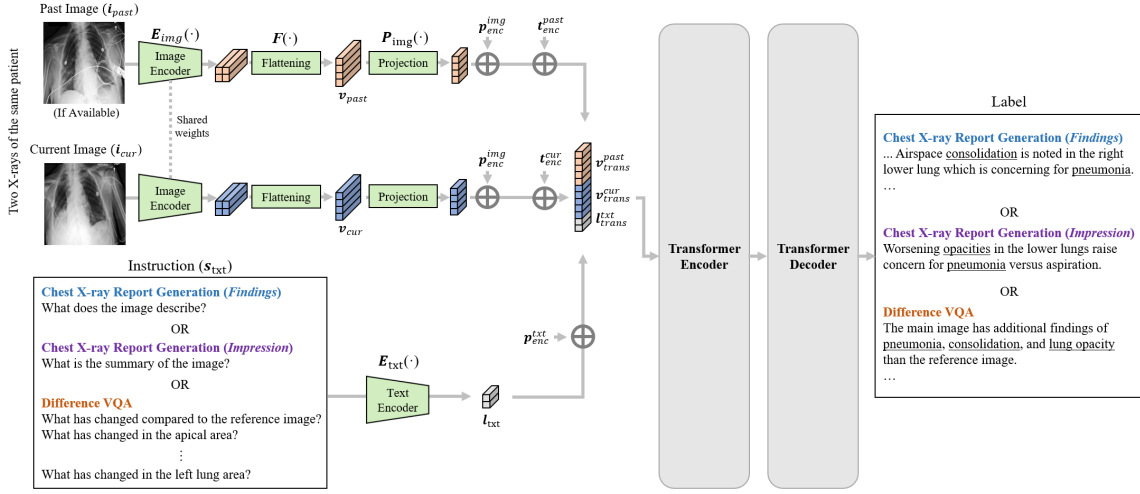 Two X-rays of the same patient
Past Image (i_past)
(If Available)
E_img(·)
Image
Encoder
F(·)
Flattening
v_past
P_img(·)
Projection
p_enc^img
t_enc^past
Shared
weights
Current Image (i_cur)
Image
Encoder
Flattening
v_cur
Projection
p_enc^img
t_enc^cur
v_trans^past
v_trans^cur
l_trans^txt
Instruction (s_txt)
Chest X-ray Report Generation (Findings)
What does the image describe?
OR
Chest X-ray Report Generation (Impression)
What is the summary of the image?
OR
Difference VQA
What has changed compared to the reference image?
What has changed in the apical area?
⋮
What has changed in the left lung area?
E_txt(·)
Text
Encoder
l_txt
p_enc^txt
Transformer
Encoder
Transformer
Decoder
Label
Chest X-ray Report Generation (Findings)
... Airspace consolidation is noted in the right
lower lung which is concerning for pneumonia.
…
OR
Chest X-ray Report Generation (Impression)
Worsening opacities in the lower lungs raise
concern for pneumonia versus aspiration.
OR
Difference VQA
The main image has additional findings of
pneumonia, consolidation, and lung opacity
than the reference image.
…